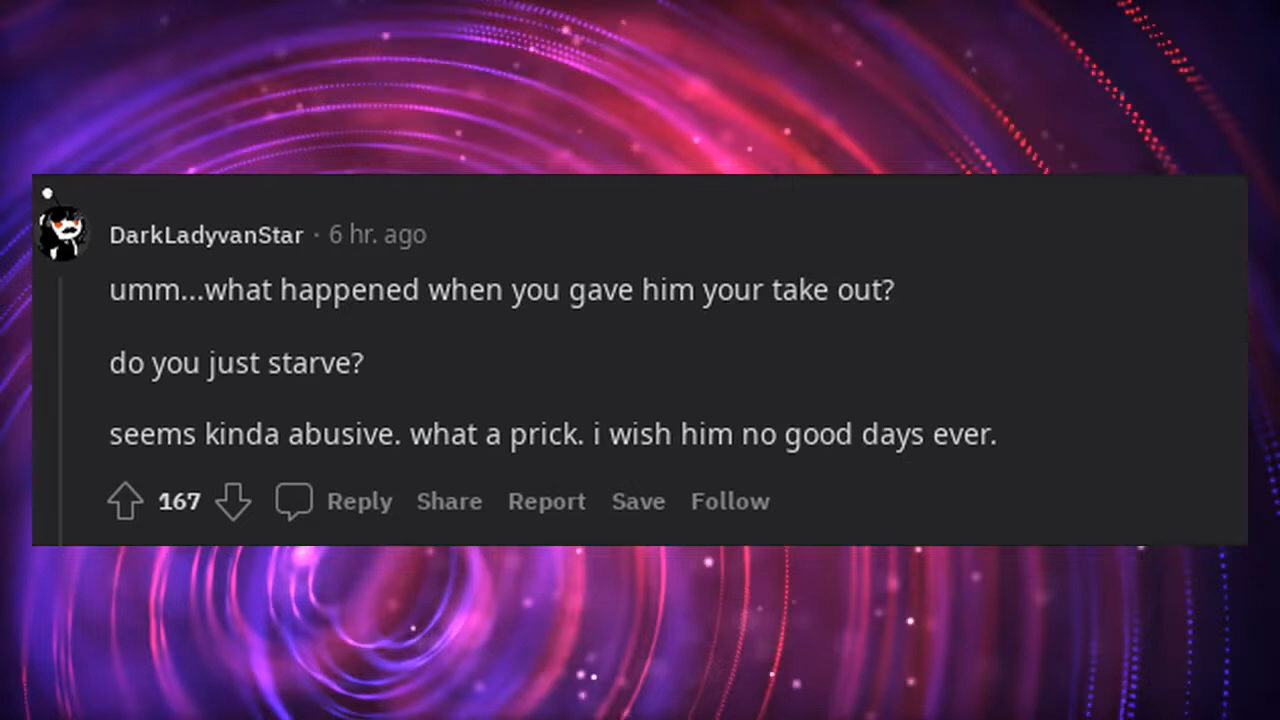 DarkLadyvanStar · 6 hr. ago
umm...what happened when you gave him your take out?
do you just starve?
seems kinda abusive. what a prick. i wish him no good days ever.
167 Reply Share Report Save Follow